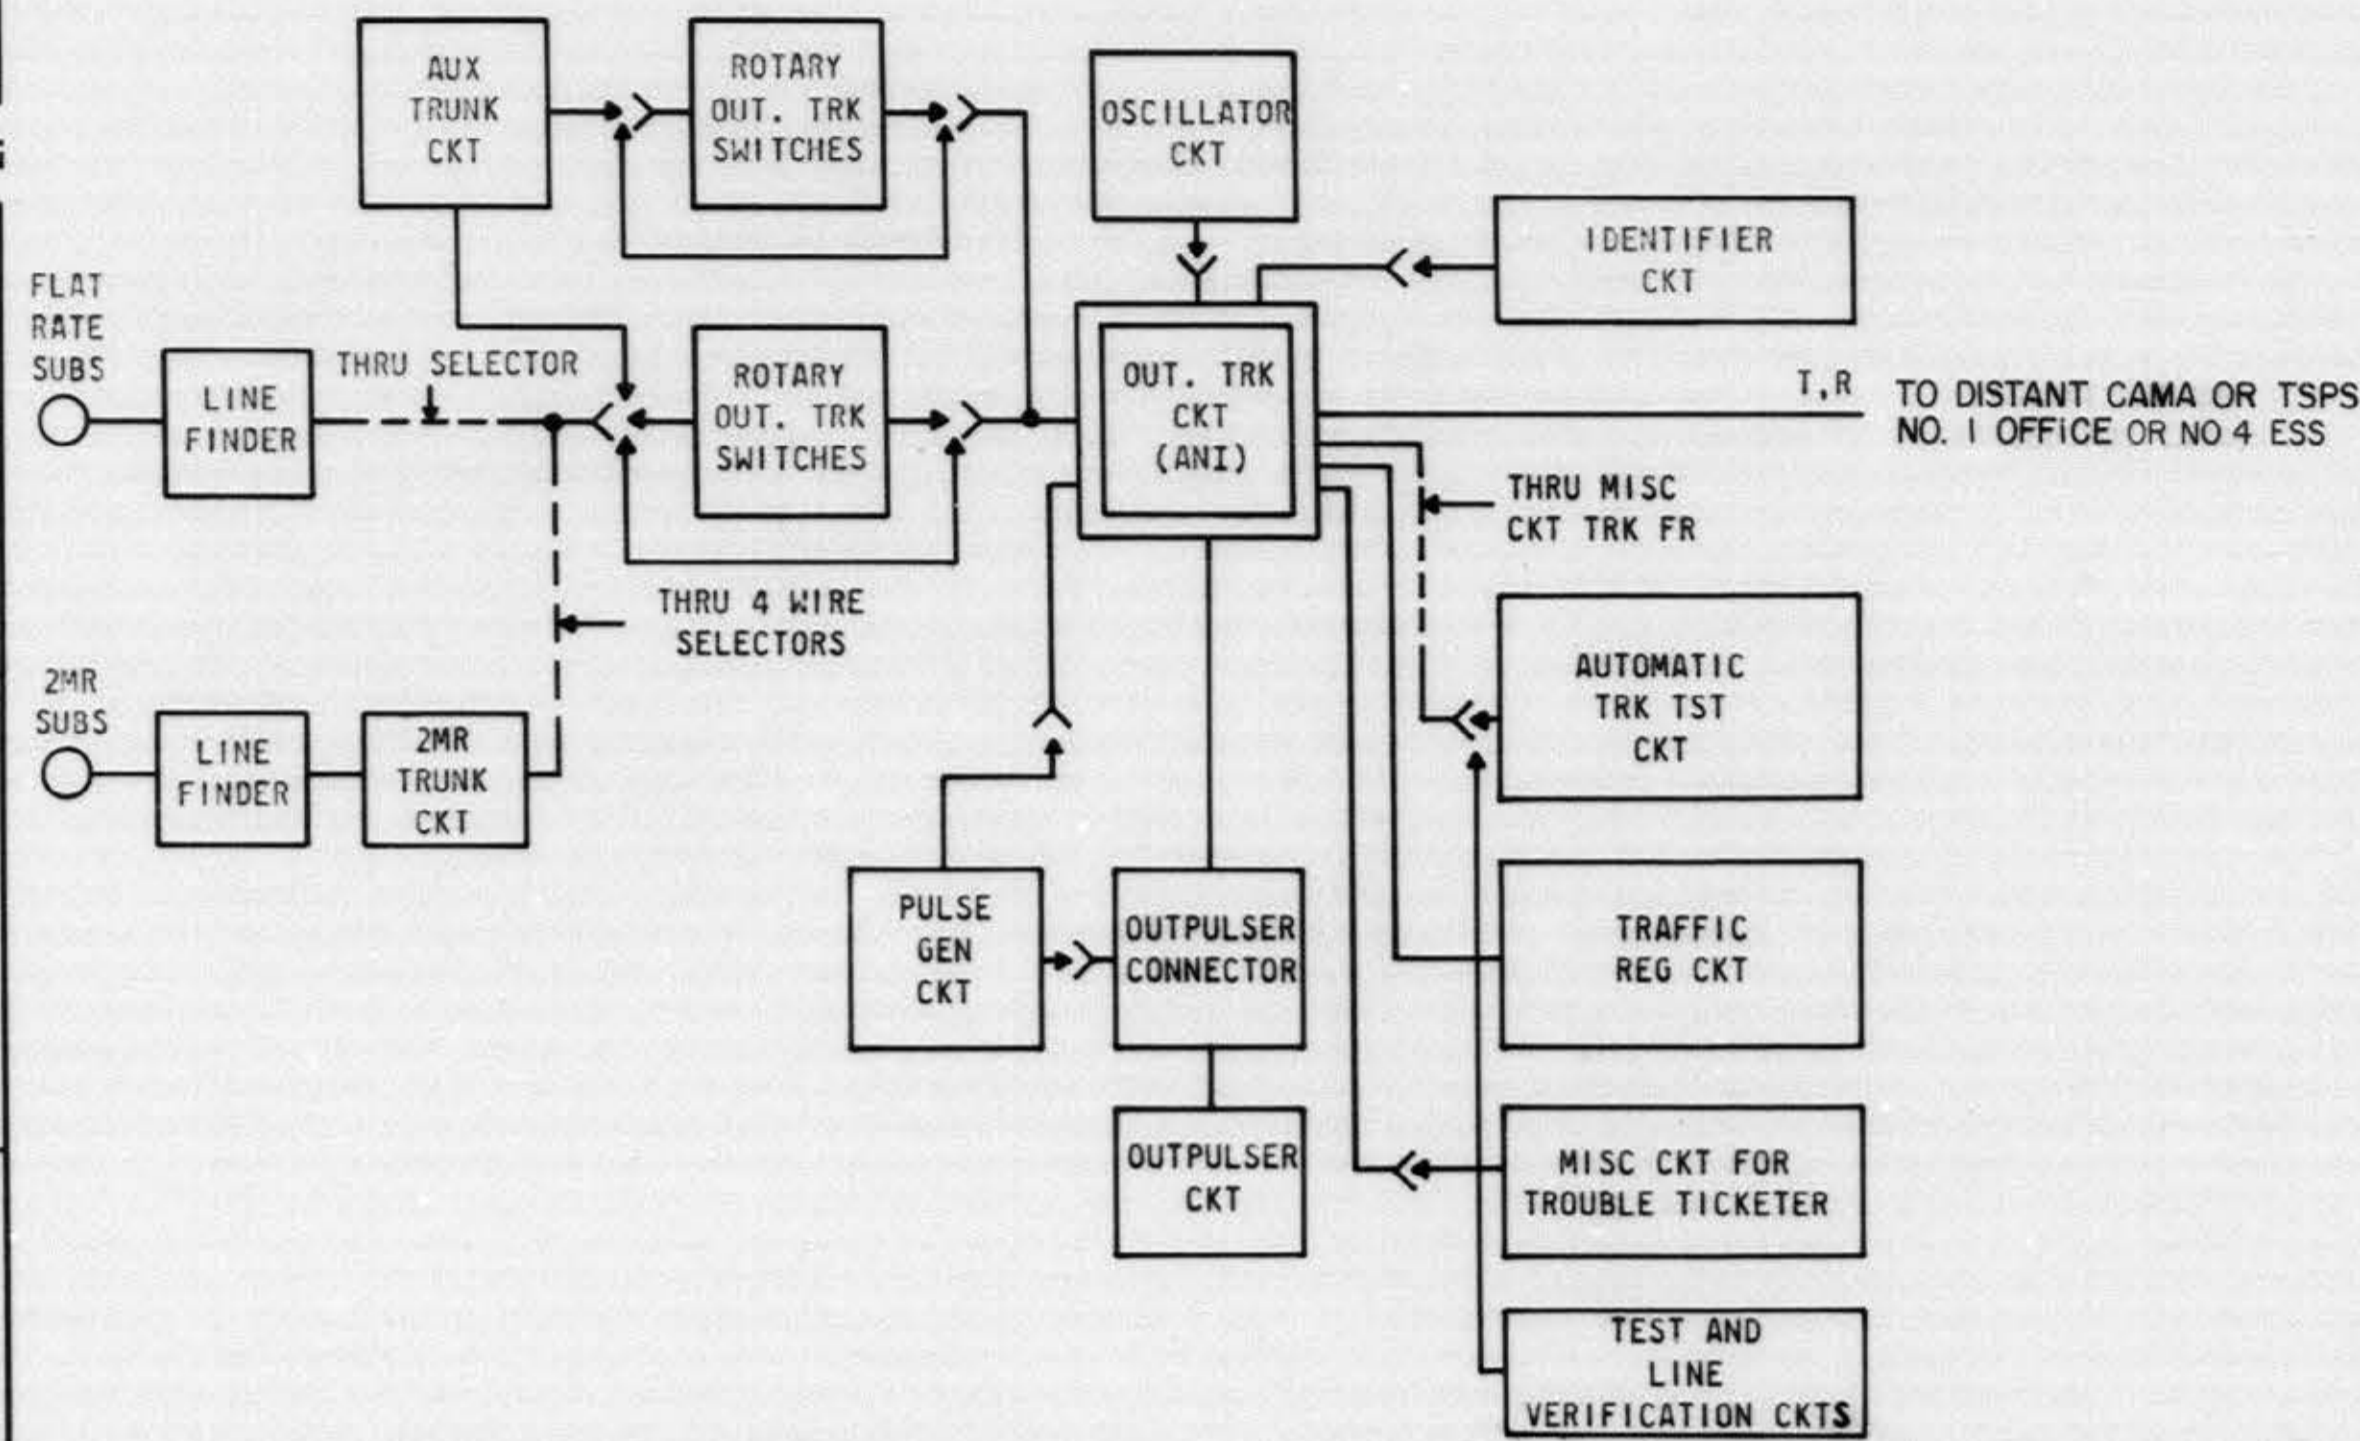 AUX
TRUNK
CKT
ROTARY
OUT. TRK
SWITCHES
OSCILLATOR
CKT
IDENTIFIER
CKT
FLAT
RATE
SUBS
LINE
FINDER
THRU SELECTOR
ROTARY
OUT. TRK
SWITCHES
OUT. TRK
CKT
(ANI)
T,R
TO DISTANT CAMA OR TSPS
NO. 1 OFFICE OR NO 4 ESS
THRU MISC
CKT TRK FR
THRU 4 WIRE
SELECTORS
2MR
SUBS
LINE
FINDER
2MR
TRUNK
CKT
AUTOMATIC
TRK TST
CKT
PULSE
GEN
CKT
OUTPULSER
CONNECTOR
TRAFFIC
REG CKT
OUTPULSER
CKT
MISC CKT FOR
TROUBLE TICKETER
TEST AND
LINE
VERIFICATION CKTS